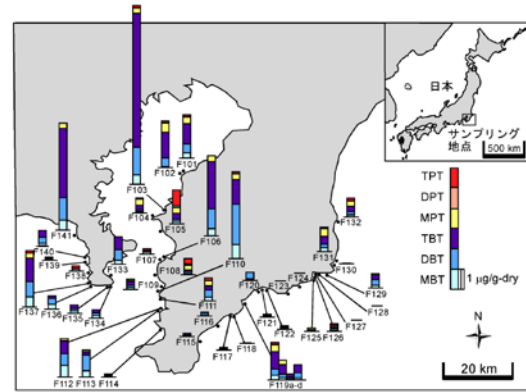 日本
サンプリング
地点
500 km
TPT
DPT
MPT
TBT
DBT
MBT
1 μg/g-dry
N
20 km
F101
F102
F103
F104
F105
F106
F107
F108
F109
F110
F111
F112
F113
F114
F115
F116
F117
F118
F119a-d
F120
F121
F122
F123
F124
F125
F126
F127
F128
F129
F130
F131
F132
F133
F134
F135
F136
F137
F138
F139
F140
F141